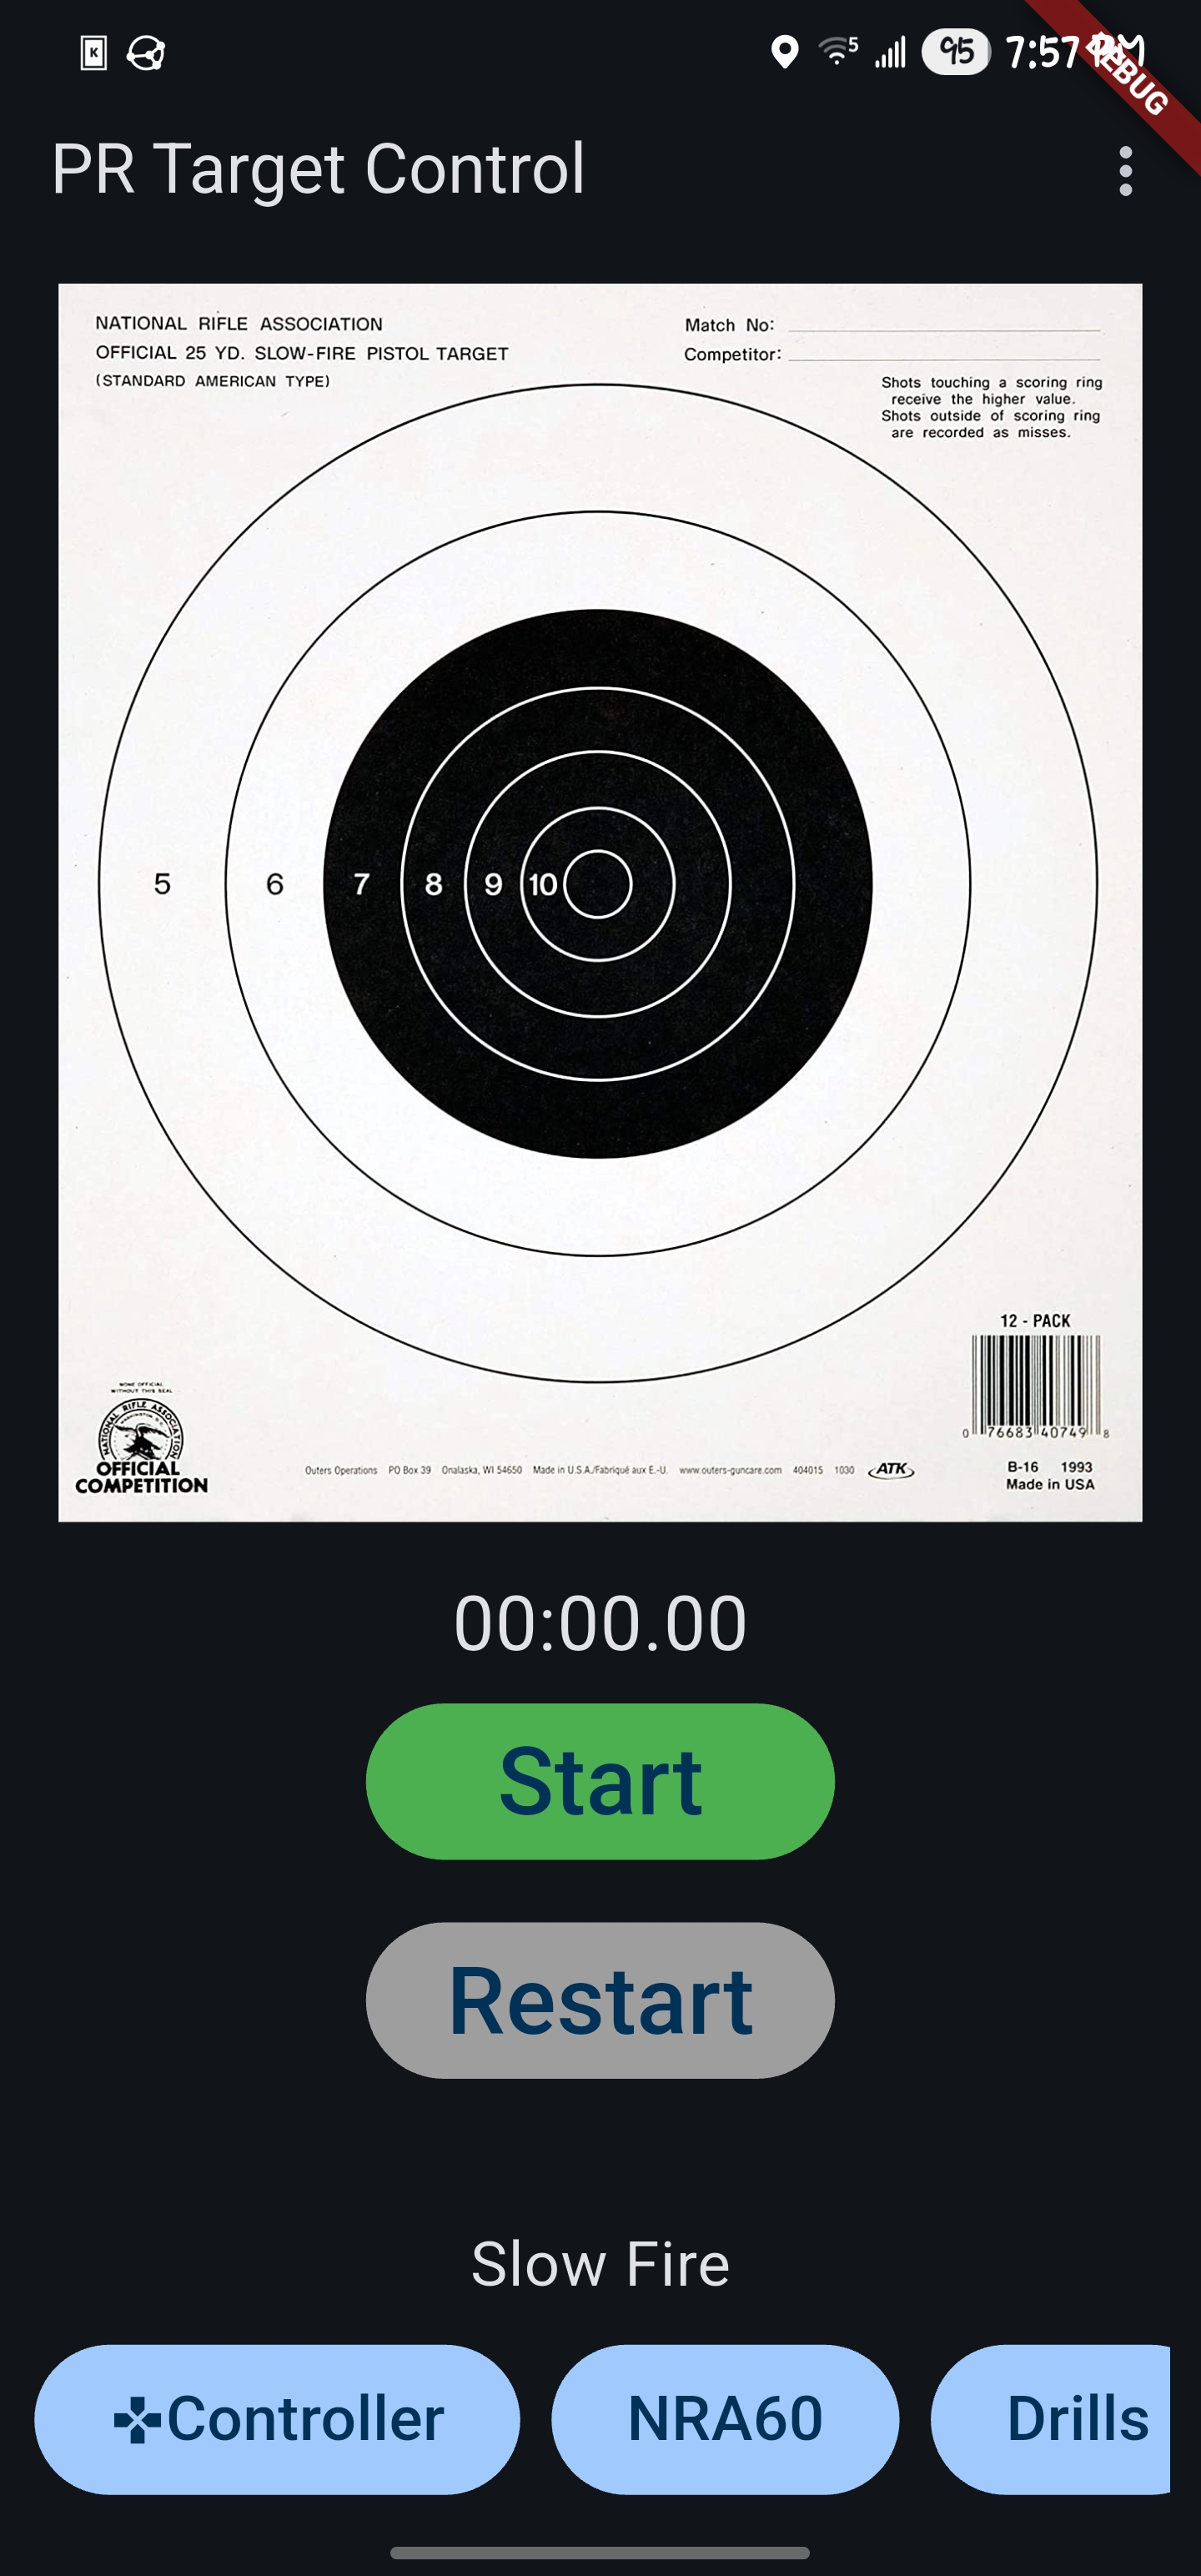 K
5
95
7:57 PM
DEBUG
PR Target Control
NATIONAL RIFLE ASSOCIATION
OFFICIAL 25 YD. SLOW-FIRE PISTOL TARGET
(STANDARD AMERICAN TYPE)
Match No:
Competitor:
Shots touching a scoring ring
receive the higher value.
Shots outside of scoring ring
are recorded as misses.
5 6 7 8 9 10
12 - PACK
0 76683 40749 8
NONE OFFICIAL
WITHOUT THIS SEAL
NATIONAL RIFLE ASSOCIATION
WASHINGTON, D.C.
OFFICIAL
COMPETITION
Outers Operations PO Box 39 Onalaska, WI 54650 Made in U.S.A./Fabriqué aux E.-U. www.outers-guncare.com 404015 1030 ATK
B-16 1993
Made in USA
00:00.00
Start
Restart
Slow Fire
Controller
NRA60
Drills